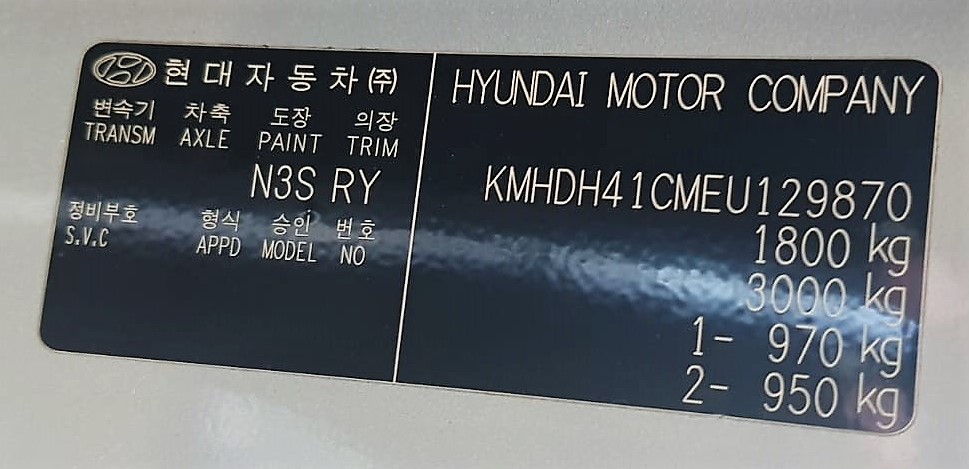 현대자동차㈜
변속기 차축 도장 의장
TRANSM AXLE PAINT TRIM
N3S RY
정비부호 형식 승인 번호
S.V.C APPD MODEL NO
HYUNDAI MOTOR COMPANY
KMHDH41CMEU129870
1800 kg
3000 kg
1- 970 kg
2- 950 kg